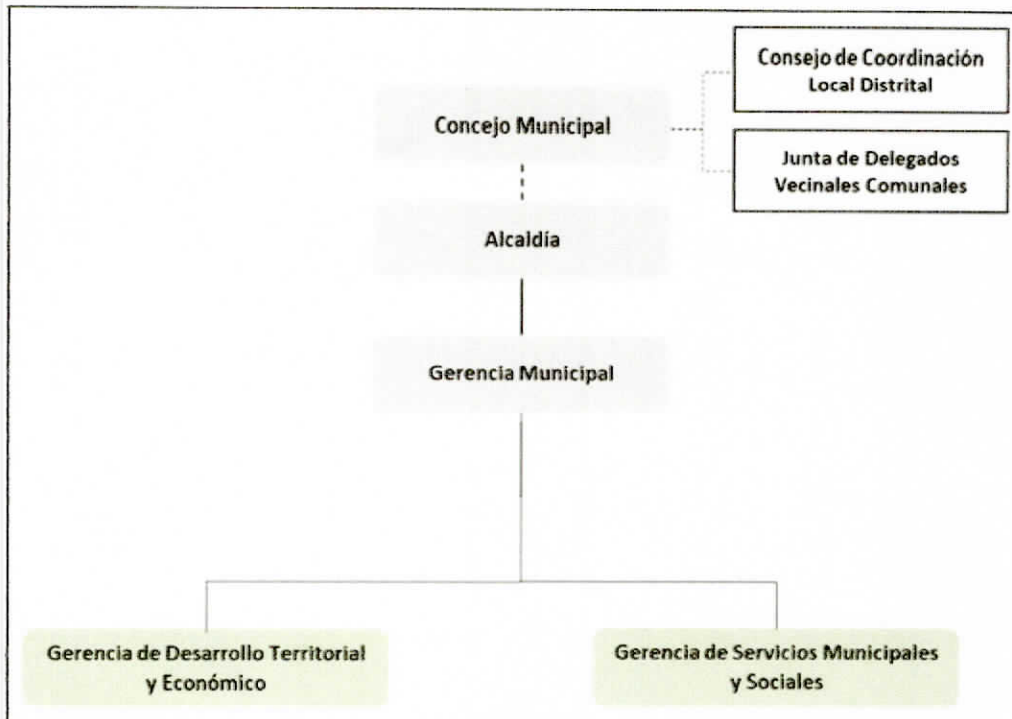 Consejo de Coordinación
Local Distrital
Concejo Municipal
Junta de Delegados
Vecinales Comunales
Alcaldía
Gerencia Municipal
Gerencia de Desarrollo Territorial
y Económico
Gerencia de Servicios Municipales
y Sociales